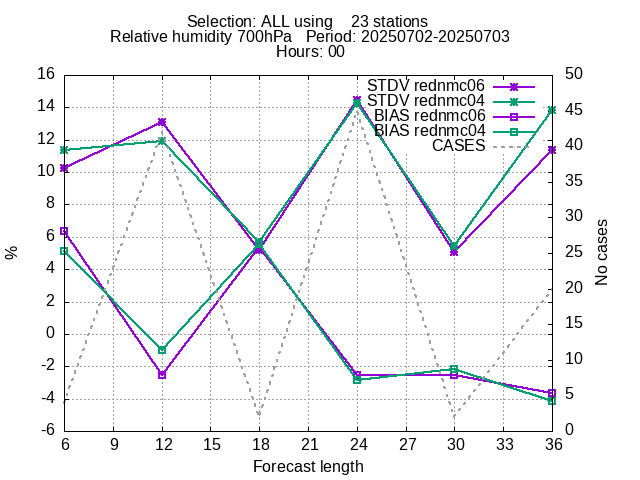 Selection: ALL using    23 stations
Relative humidity 700hPa   Period: 20250702-20250703
Hours: 00
STDV rednmc06
STDV rednmc04
BIAS rednmc06
BIAS rednmc04
CASES
16
14
12
10
8
6
4
2
0
-2
-4
-6
%
50
45
40
35
30
25
20
15
10
5
0
No cases
6 9 12 15 18 21 24 27 30 33 36
Forecast length